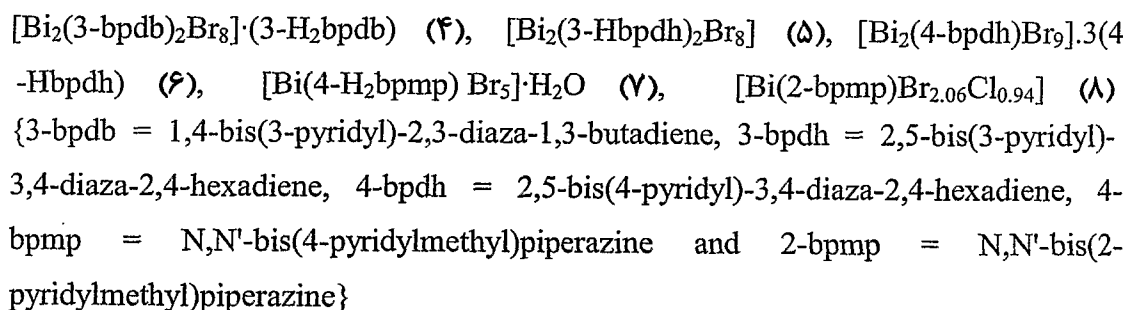 [Bi₂(3-bpdb)₂Br₈]·(3-H₂bpdb) (۴), [Bi₂(3-Hbpdh)₂Br₈] (۵), [Bi₂(4-bpdh)Br₉].3(4
-Hbpdh) (۶), [Bi(4-H₂bpmp) Br₅]·H₂O (۷), [Bi(2-bpmp)Br₂.₀₆Cl₀.₉₄] (۸)
{3-bpdb = 1,4-bis(3-pyridyl)-2,3-diaza-1,3-butadiene, 3-bpdh = 2,5-bis(3-pyridyl)-
3,4-diaza-2,4-hexadiene, 4-bpdh = 2,5-bis(4-pyridyl)-3,4-diaza-2,4-hexadiene, 4-
bpmp = N,N'-bis(4-pyridylmethyl)piperazine and 2-bpmp = N,N'-bis(2-
pyridylmethyl)piperazine}